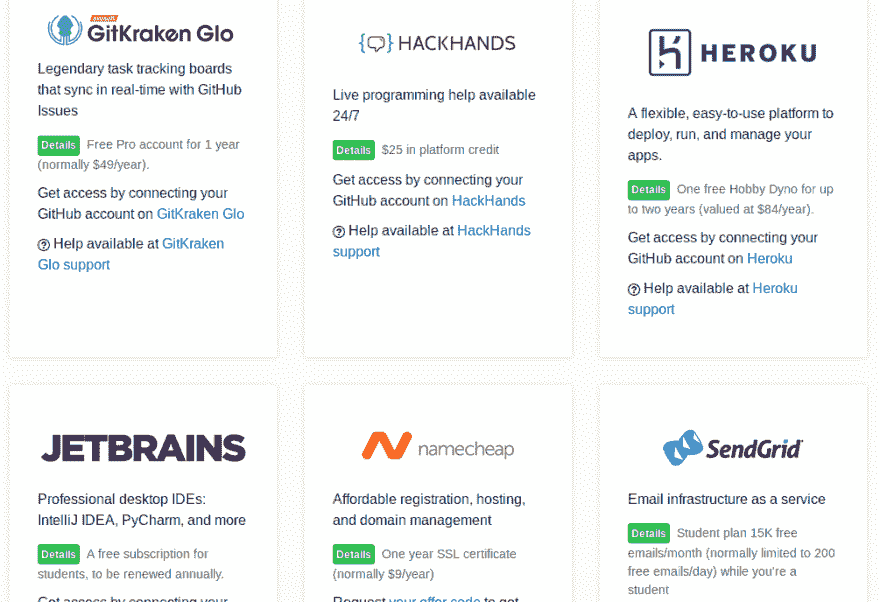 GitKraken Glo
Legendary task tracking boards
that sync in real-time with GitHub
Issues
Details Free Pro account for 1 year
(normally $49/year).
Get access by connecting your
GitHub account on GitKraken Glo
Help available at GitKraken
Glo support
HACKHANDS
Live programming help available
24/7
Details $25 in platform credit
Get access by connecting your
GitHub account on HackHands
Help available at HackHands
support
HEROKU
A flexible, easy-to-use platform to
deploy, run, and manage your
apps.
Details One free Hobby Dyno for up
to two years (valued at $84/year).
Get access by connecting your
GitHub account on Heroku
Help available at Heroku
support
JETBRAINS
Professional desktop IDEs:
IntelliJ IDEA, PyCharm, and more
Details A free subscription for
students, to be renewed annually.
Get access by connecting your
namecheap
Affordable registration, hosting,
and domain management
Details One year SSL certificate
(normally $9/year)
Request your offer code to get
SendGrid
Email infrastructure as a service
Details Student plan 15K free
emails/month (normally limited to 200
free emails/day) while you're a
student